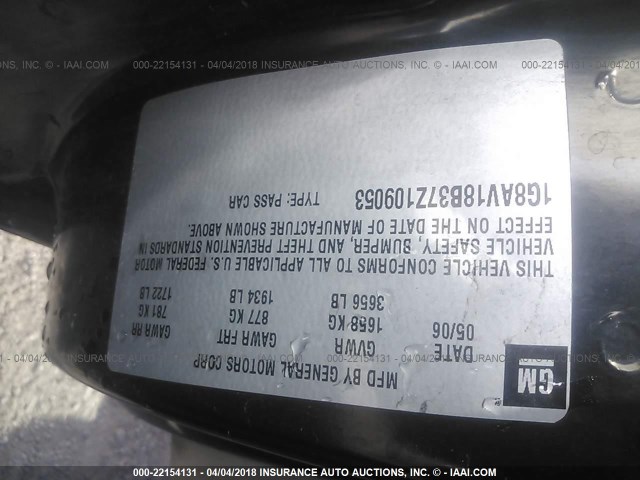 000-22154131 - 04/04/2018 INSURANCE AUTO AUCTIONS, INC. - IAAI.COM
GM
MFD BY GENERAL MOTORS CORP
DATE GVWR GAWR FRT GAWR RR
05/06 1658 KG 877 KG 781 KG
3656 LB 1934 LB 1722 LB
THIS VEHICLE CONFORMS TO ALL APPLICABLE U.S. FEDERAL MOTOR
VEHICLE SAFETY, BUMPER, AND THEFT PREVENTION STANDARDS IN
EFFECT ON THE DATE OF MANUFACTURE SHOWN ABOVE.
1G8AV18B37Z109053 TYPE: PASS CAR
000-22154131 - 04/04/2018 INSURANCE AUTO AUCTIONS, INC. - IAAI.COM